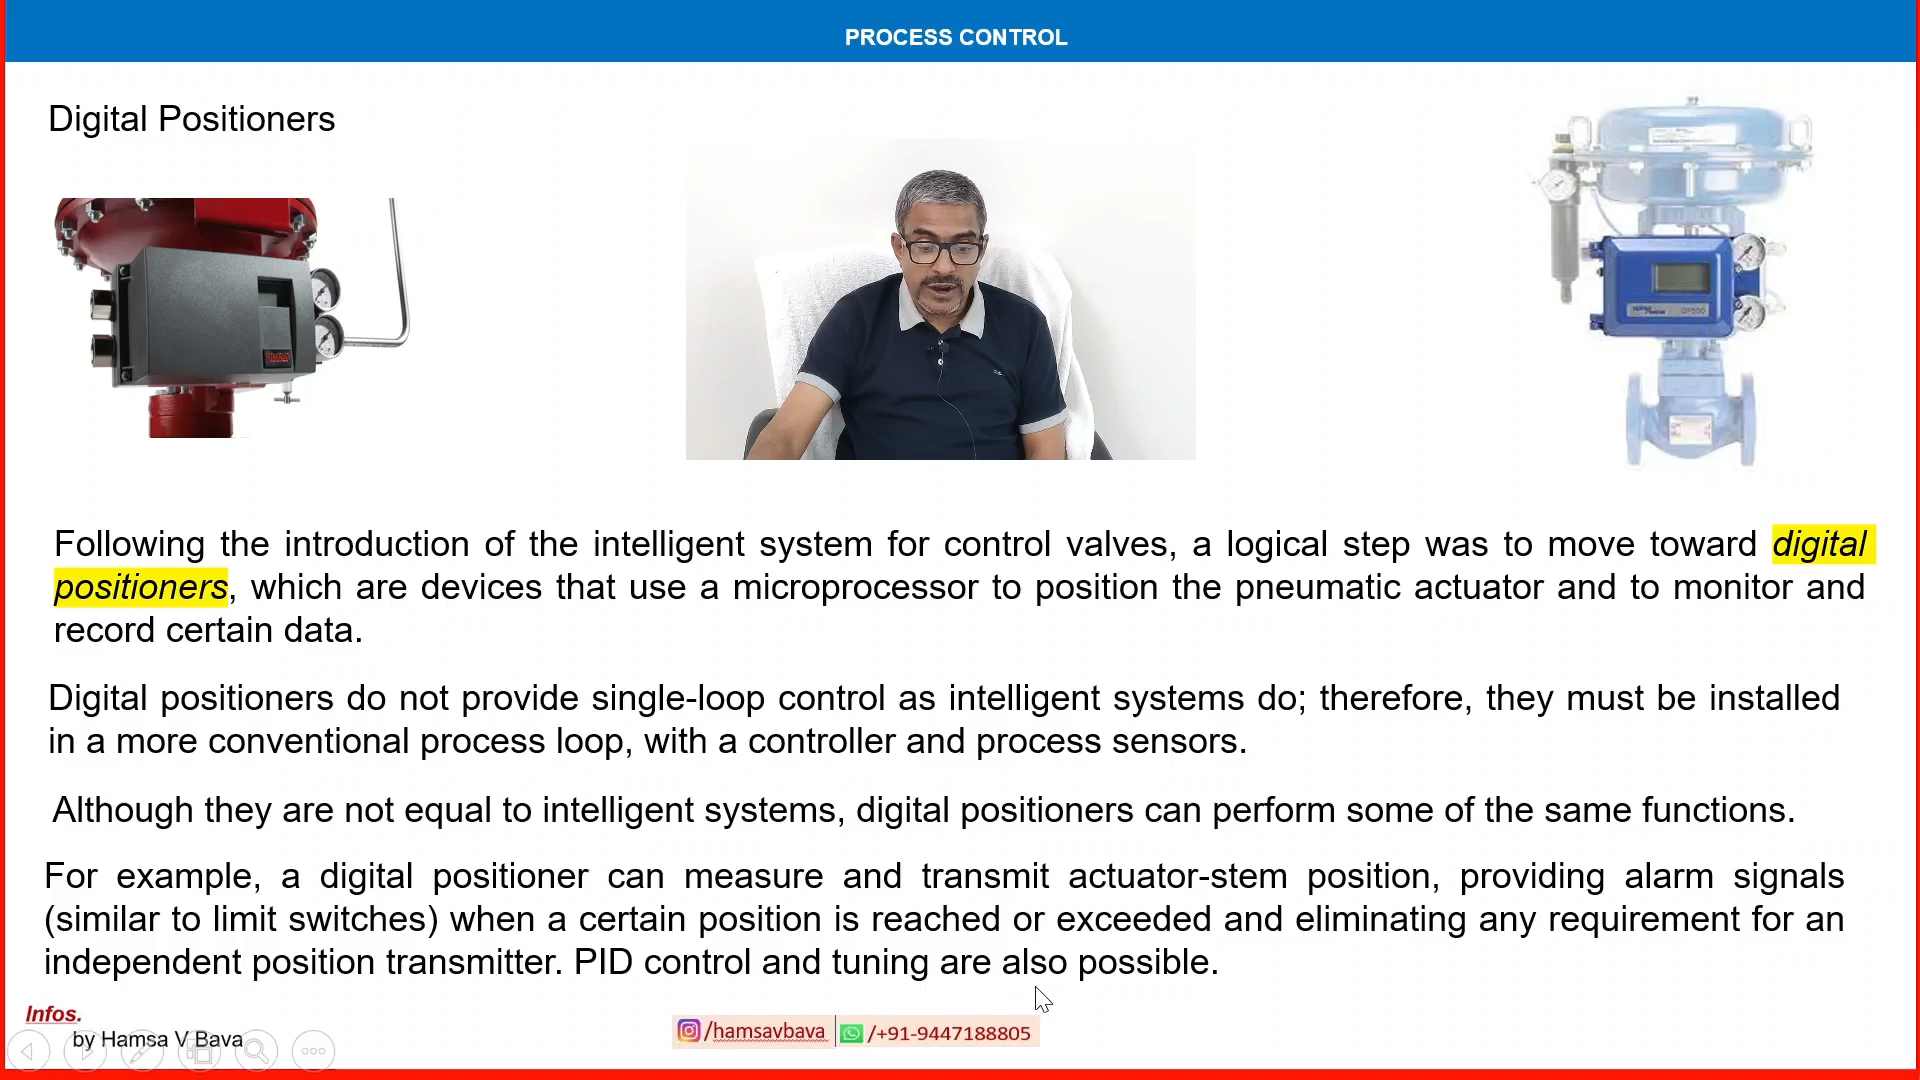 PROCESS CONTROL
Digital Positioners
Following the introduction of the intelligent system for control valves, a logical step was to move toward digital
positioners, which are devices that use a microprocessor to position the pneumatic actuator and to monitor and
record certain data.
Digital positioners do not provide single-loop control as intelligent systems do; therefore, they must be installed
in a more conventional process loop, with a controller and process sensors.
Although they are not equal to intelligent systems, digital positioners can perform some of the same functions.
For example, a digital positioner can measure and transmit actuator-stem position, providing alarm signals
(similar to limit switches) when a certain position is reached or exceeded and eliminating any requirement for an
independent position transmitter. PID control and tuning are also possible.
Infos.
by Hamsa V Bava
/hamsavbava
/+91-9447188805